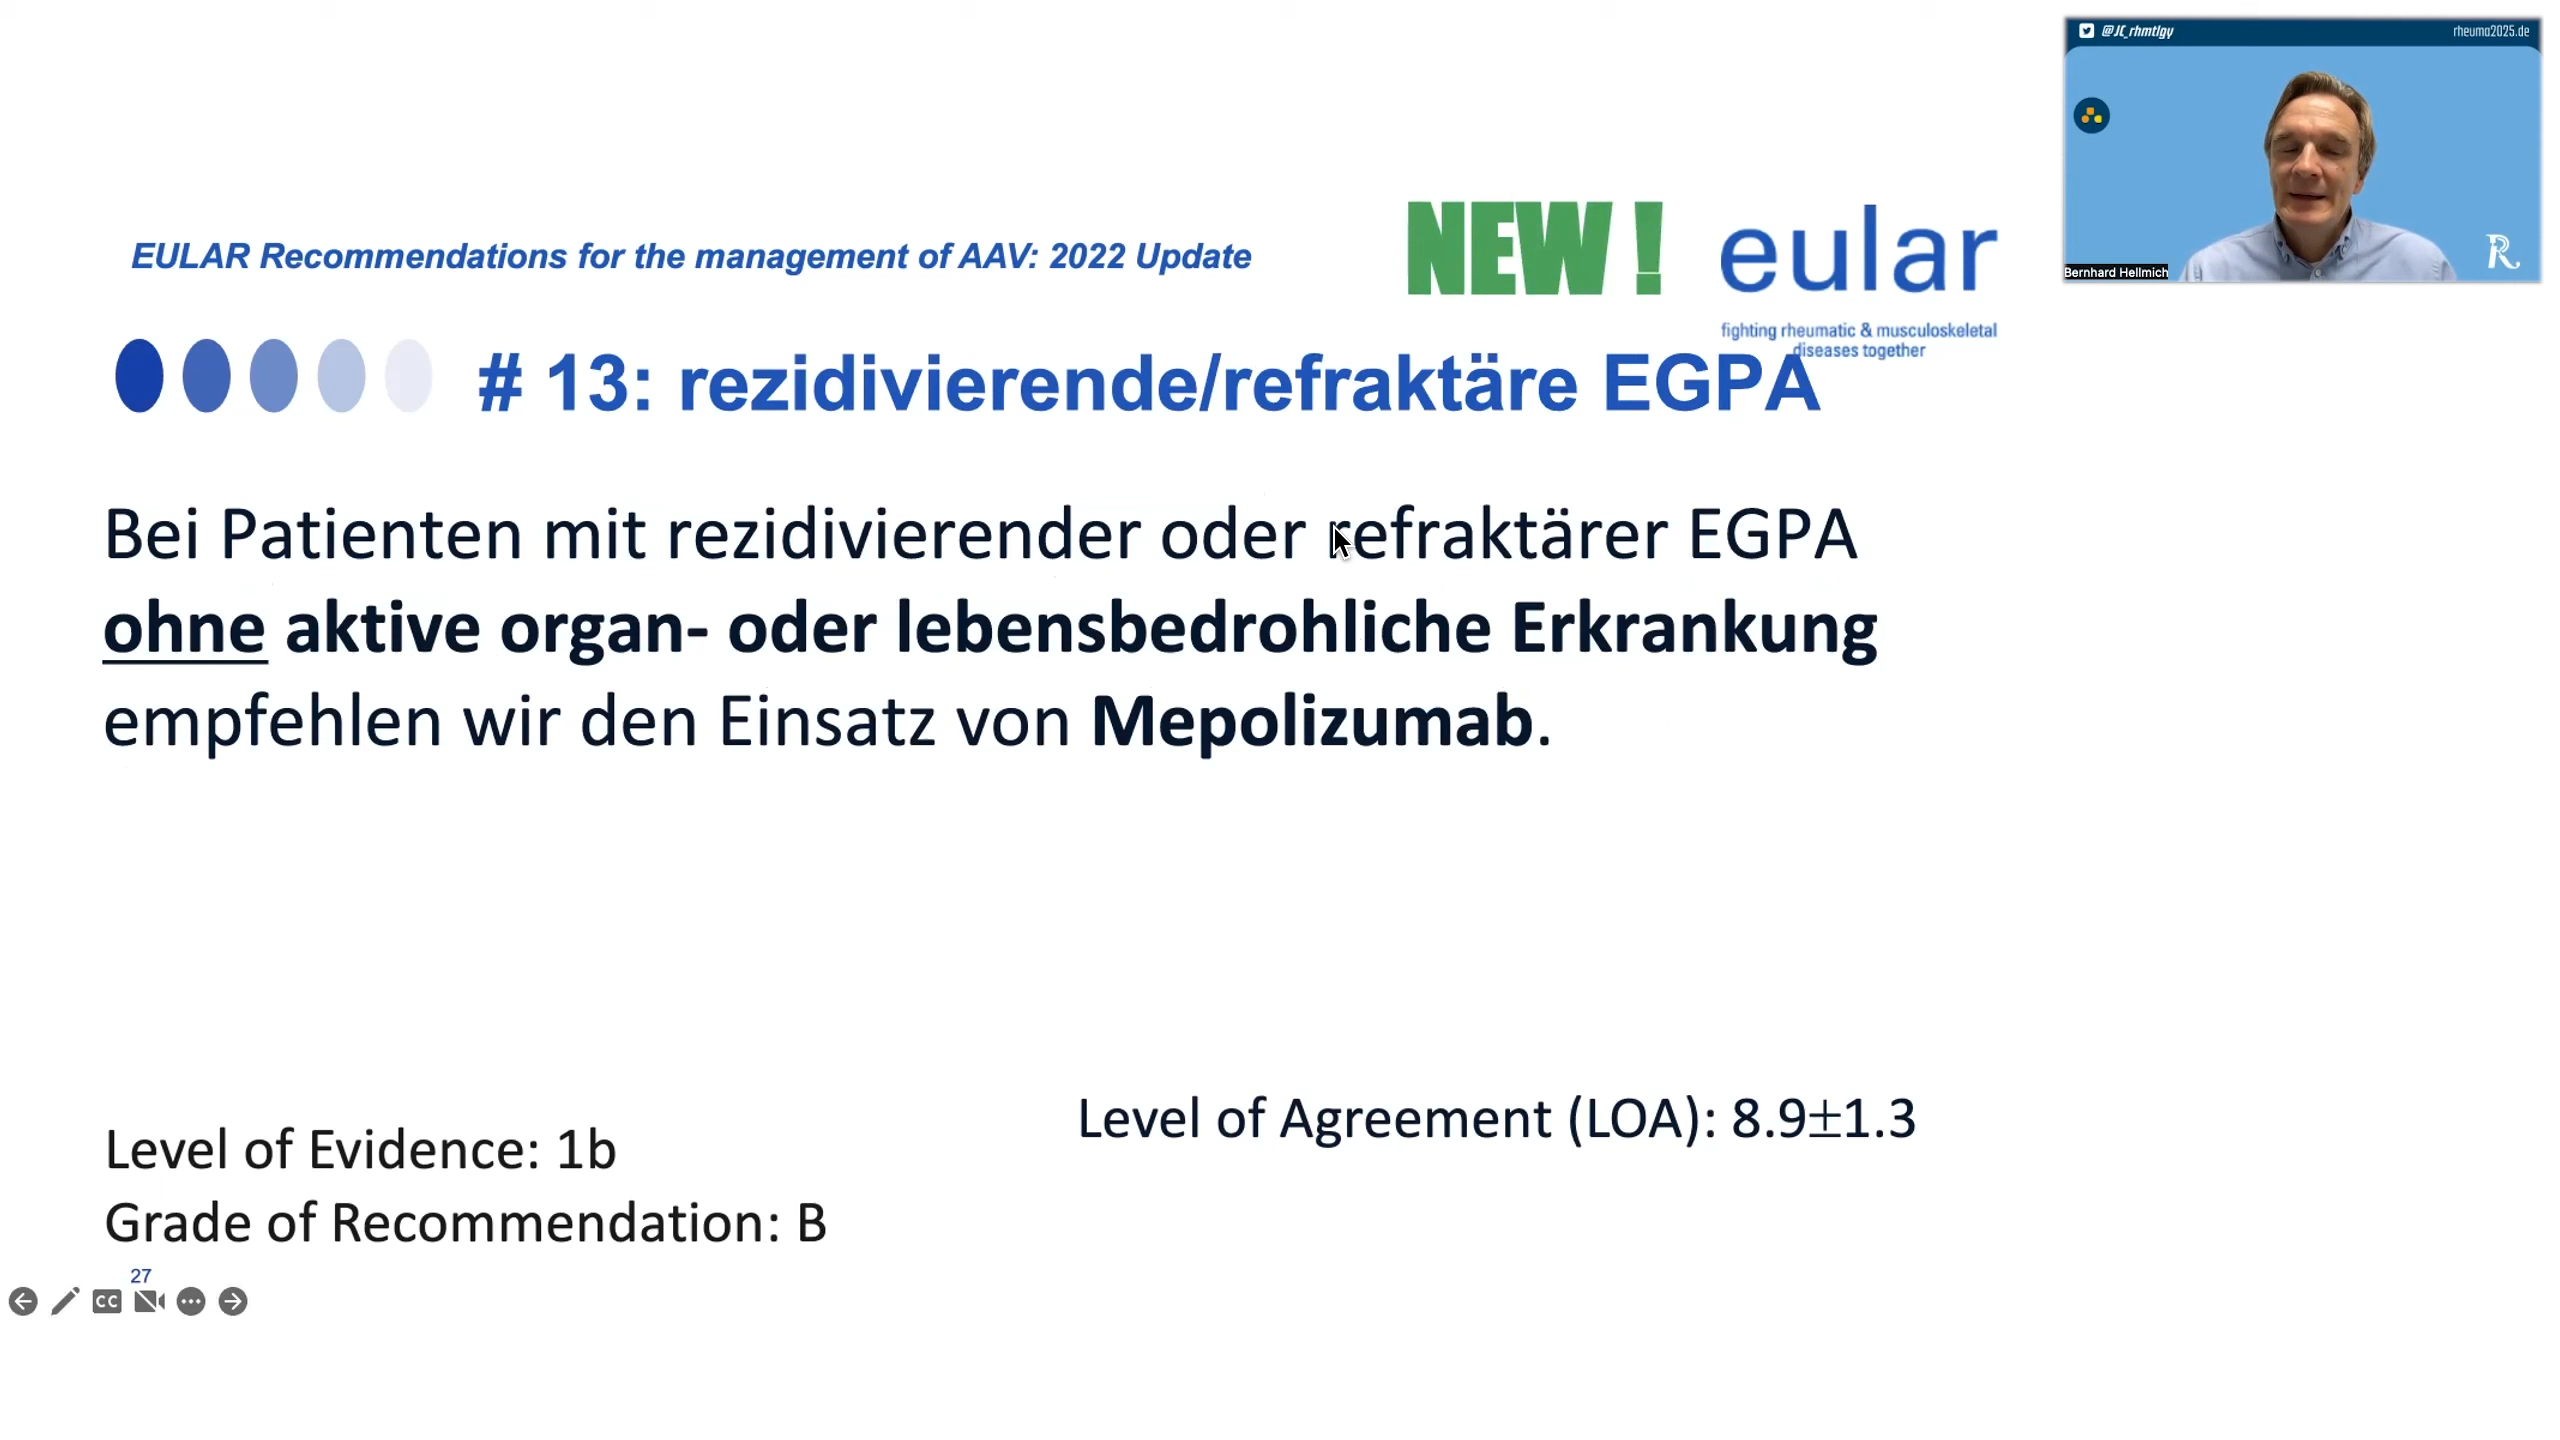 @JC_rhmtlgy
rheuma2025.de
Bernhard Hellmich
EULAR Recommendations for the management of AAV: 2022 Update
NEW !
eular
fighting rheumatic & musculoskeletal
diseases together
# 13: rezidivierende/refraktäre EGPA
Bei Patienten mit rezidivierender oder refraktärer EGPA
ohne aktive organ- oder lebensbedrohliche Erkrankung
empfehlen wir den Einsatz von Mepolizumab.
Level of Agreement (LOA): 8.9±1.3
Level of Evidence: 1b
Grade of Recommendation: B
27
CC